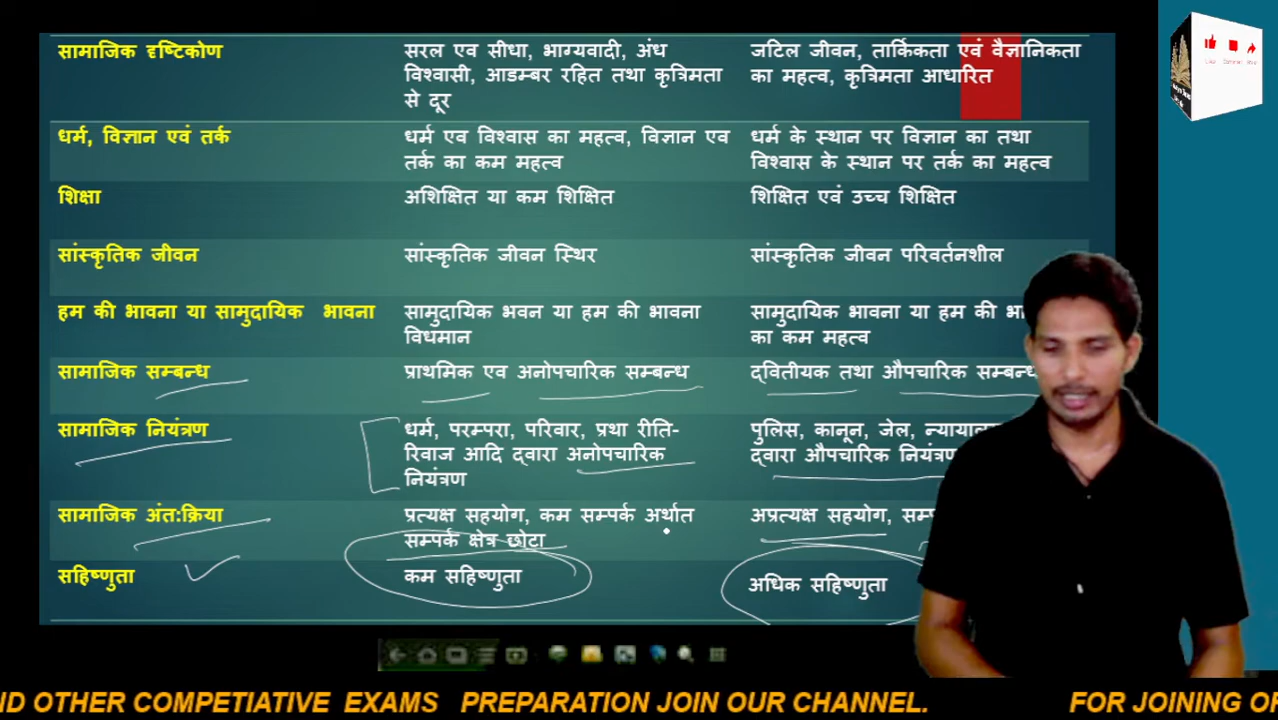 सामाजिक दृष्टिकोण
सरल एव सीधा, भाग्यवादी, अंध
विश्वासी, आडम्बर रहित तथा कृत्रिमता
से दूर
जटिल जीवन, तार्किकता एवं वैज्ञानिकता
का महत्व, कृत्रिमता आधारित
धर्म, विज्ञान एवं तर्क
धर्म एव विश्वास का महत्व, विज्ञान एव
तर्क का कम महत्व
धर्म के स्थान पर विज्ञान का तथा
विश्वास के स्थान पर तर्क का महत्व
शिक्षा
अशिक्षित या कम शिक्षित
शिक्षित एवं उच्च शिक्षित
सांस्कृतिक जीवन
सांस्कृतिक जीवन स्थिर
सांस्कृतिक जीवन परिवर्तनशील
हम की भावना या सामुदायिक भावना
सामुदायिक भवन या हम की भावना
विधमान
सामुदायिक भावना या हम की
का कम महत्व
सामाजिक सम्बन्ध
प्राथमिक एव अनोपचारिक सम्बन्ध
द्वितीयक तथा औपचारिक सम्बन्ध
सामाजिक नियंत्रण
धर्म, परम्परा, परिवार, प्रथा रीति-
रिवाज आदि द्वारा अनोपचारिक
नियंत्रण
पुलिस, कानून, जेल,
द्वारा औपचारिक नियंत्रण
सामाजिक अंत:क्रिया
प्रत्यक्ष सहयोग, कम सम्पर्क अर्थात
सम्पर्क क्षेत्र छोटा
अप्रत्यक्ष सहयोग,
सहिष्णुता
कम सहिष्णुता
अधिक सहिष्णुता
ND OTHER COMPETIATIVE EXAMS PREPARATION JOIN OUR CHANNEL. FOR JOINING